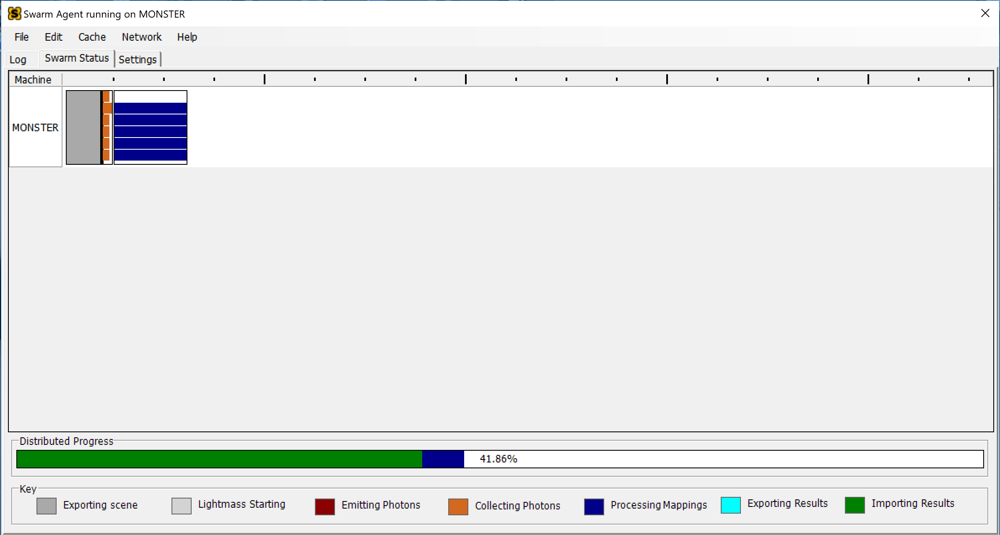 Swarm Agent running on MONSTER
File Edit Cache Network Help
Log Swarm Status Settings
Machine
MONSTER
Distributed Progress
41.86%
Key
Exporting scene Lightmass Starting Emitting Photons Collecting Photons Processing Mappings Exporting Results Importing Results